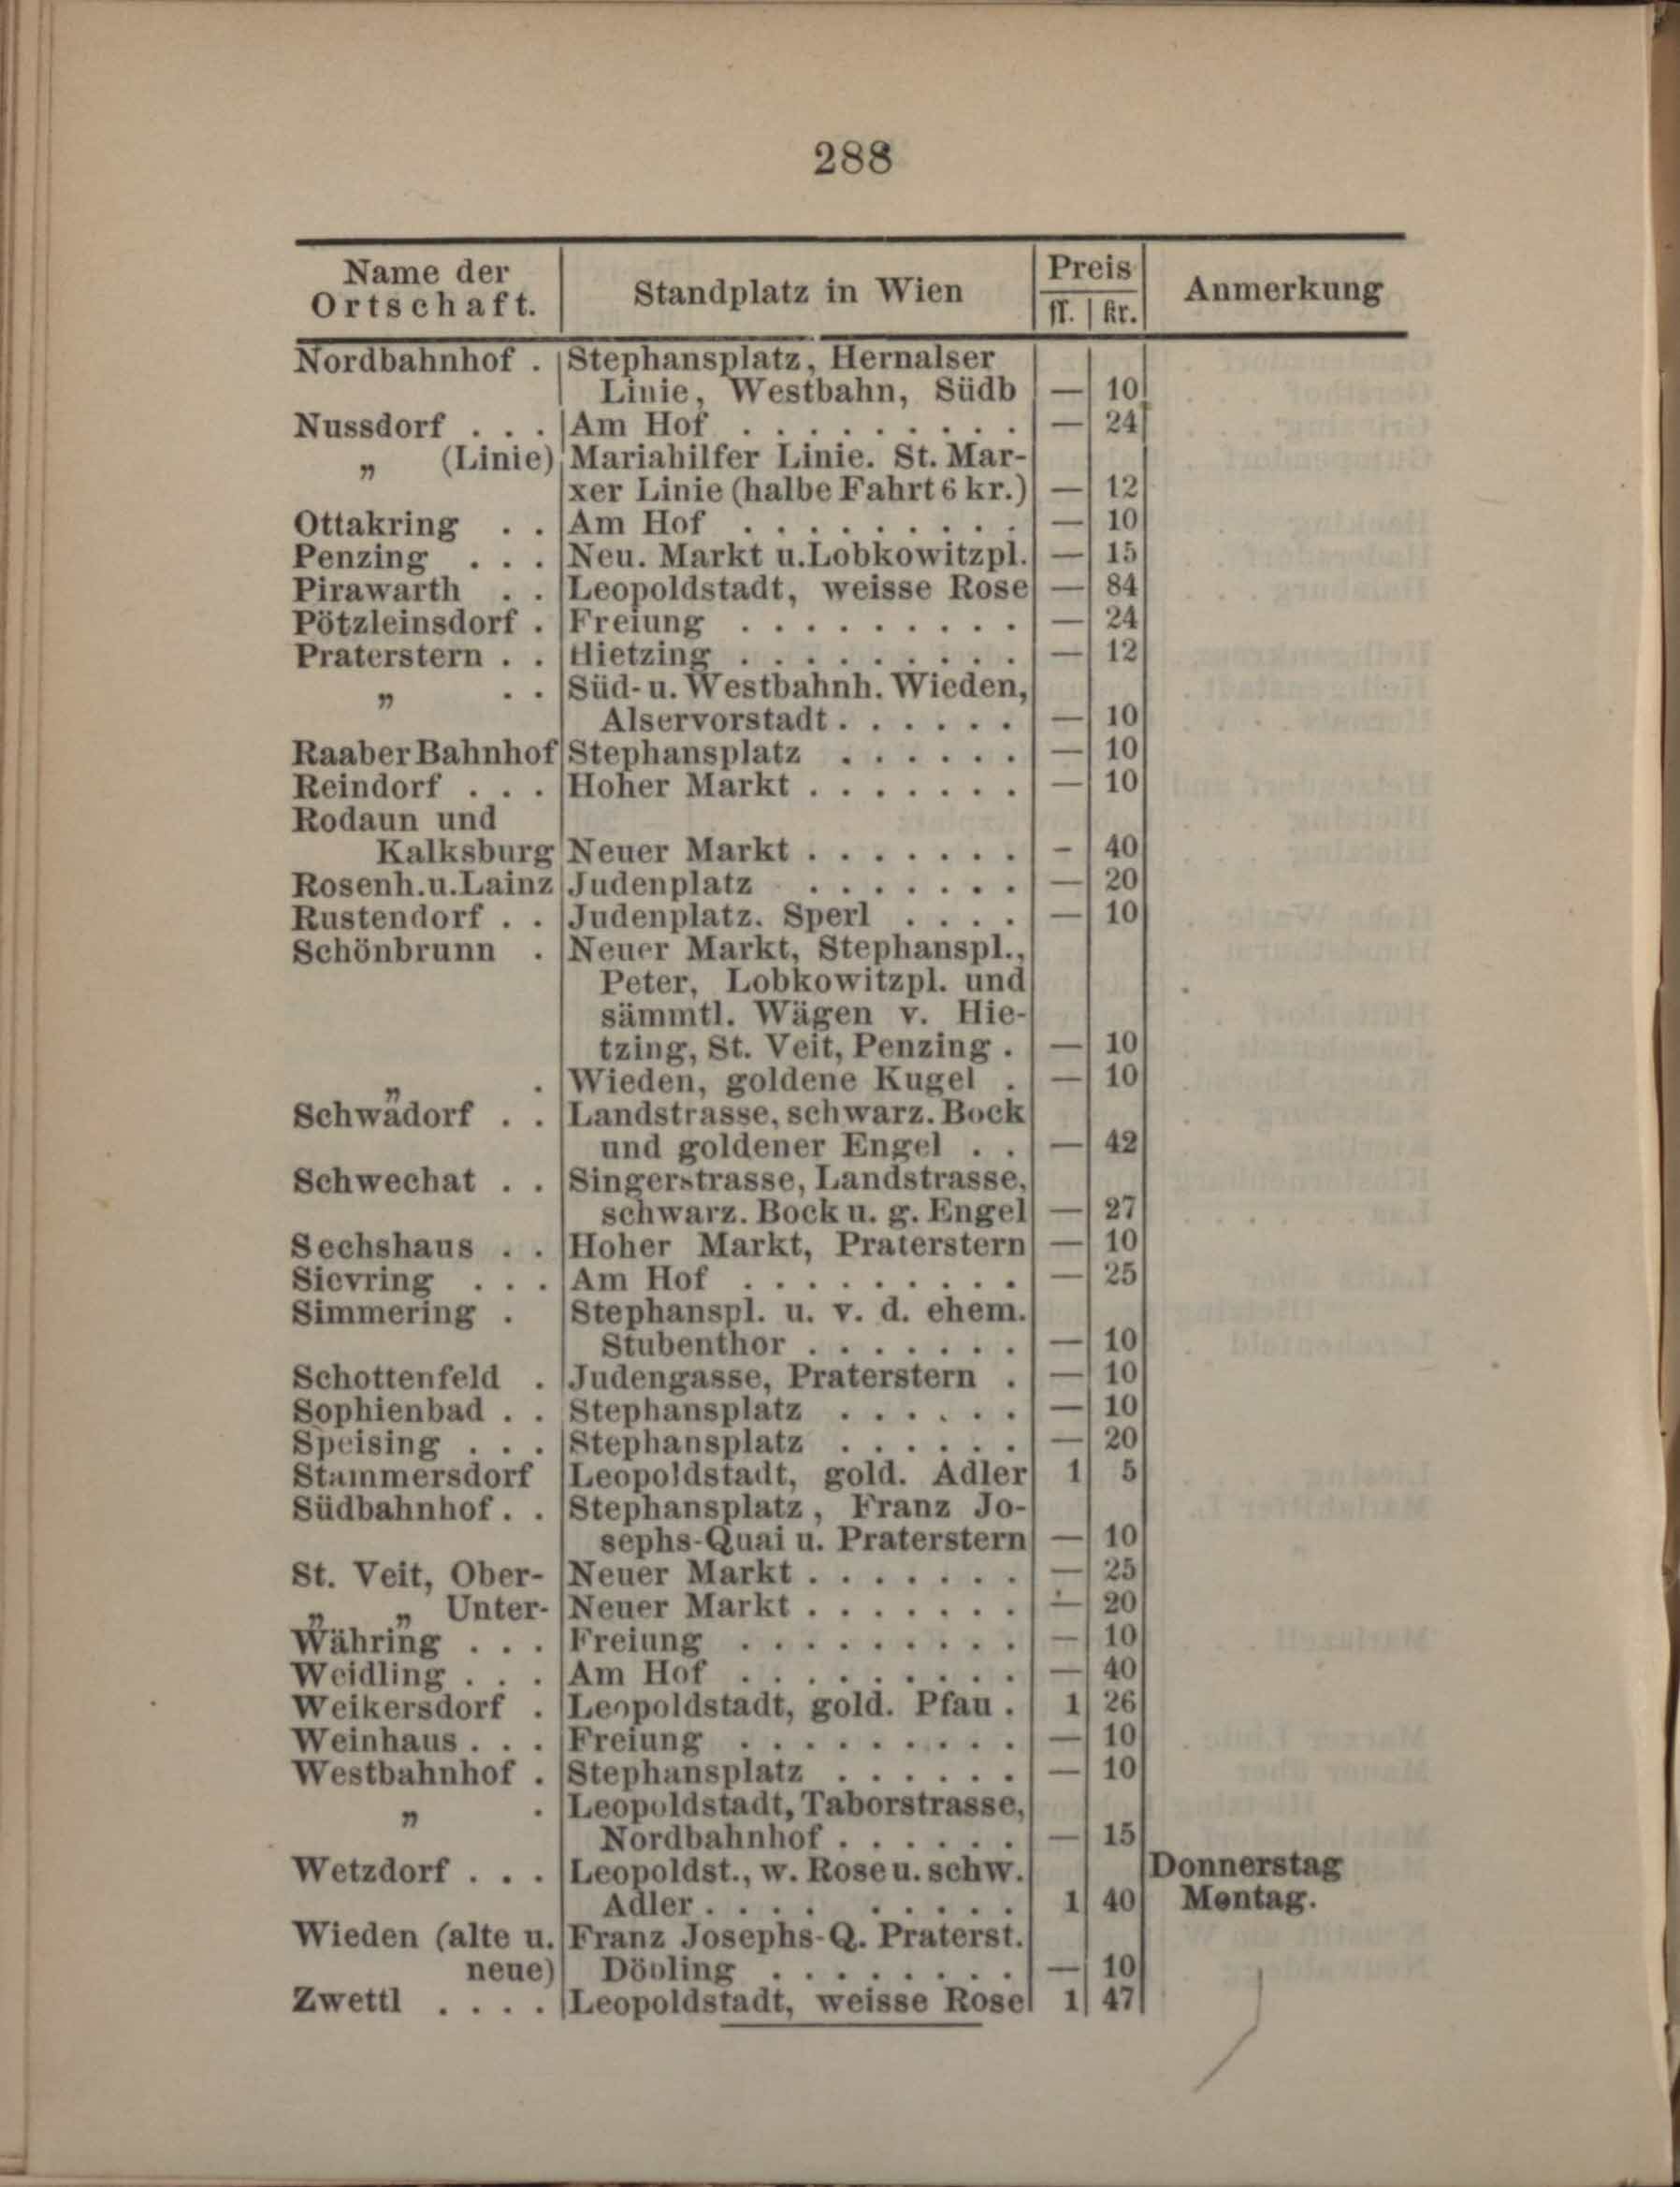 288
Name der Ortschaft. Standplatz in Wien Preis fl. kr. Anmerkung
Nordbahnhof . Stephansplatz, Hernalser
Linie, Westbahn, Südb — 10
Nussdorf . . . Am Hof . . . . . . . . . — 24
„ (Linie) Mariahilfer Linie. St. Mar-
xer Linie (halbe Fahrt 6 kr.) — 12
Ottakring . . Am Hof . . . . . . . . . — 10
Penzing . . . Neu. Markt u. Lobkowitzpl. — 15
Pirawarth . . Leopoldstadt, weisse Rose — 84
Pötzleinsdorf . Freiung . . . . . . . . . — 24
Praterstern . . Hietzing . . . . . . . . . — 12
„ . . Süd- u. Westbahnh. Wieden,
Alservorstadt . . . . . . — 10
Raaber Bahnhof Stephansplatz . . . . . . — 10
Reindorf . . . Hoher Markt . . . . . . . — 10
Rodaun und
Kalksburg Neuer Markt . . . . . . . - 40
Rosenh. u. Lainz Judenplatz . . . . . . . — 20
Rustendorf . . Judenplatz. Sperl . . . . — 10
Schönbrunn . Neuer Markt, Stephanspl.,
Peter, Lobkowitzpl. und
sämmtl. Wägen v. Hie-
tzing, St. Veit, Penzing . — 10
„ . Wieden, goldene Kugel . — 10
Schwadorf . . Landstrasse, schwarz. Bock
und goldener Engel . . — 42
Schwechat . . Singerstrasse, Landstrasse,
schwarz. Bock u. g. Engel — 27
Sechshaus . . Hoher Markt, Praterstern — 10
Sievring . . . Am Hof . . . . . . . . . — 25
Simmering . Stephanspl. u. v. d. ehem.
Stubenthor . . . . . . . — 10
Schottenfeld . Judengasse, Praterstern . — 10
Sophienbad . . Stephansplatz . . . . . . — 10
Speising . . . Stephansplatz . . . . . . — 20
Stammersdorf Leopoldstadt, gold. Adler 1 5
Südbahnhof . . Stephansplatz, Franz Jo-
sephs-Quai u. Praterstern — 10
St. Veit, Ober- Neuer Markt . . . . . . . — 25
„ „ Unter- Neuer Markt . . . . . . . — 20
Währing . . . Freiung . . . . . . . . . — 10
Weidling . . . Am Hof . . . . . . . . . — 40
Weikersdorf . Leopoldstadt, gold. Pfau . 1 26
Weinhaus . . . Freiung . . . . . . . . . — 10
Westbahnhof . Stephansplatz . . . . . . — 10
„ . Leopoldstadt, Taborstrasse,
Nordbahnhof . . . . . . — 15
Wetzdorf . . . Leopoldst., w. Rose u. schw. Donnerstag
Adler . . . . . . . . . 1 40 Montag.
Wieden (alte u. Franz Josephs-Q. Praterst.
neue) Döbling . . . . . . . . — 10
Zwettl . . . . Leopoldstadt, weisse Rose 1 47